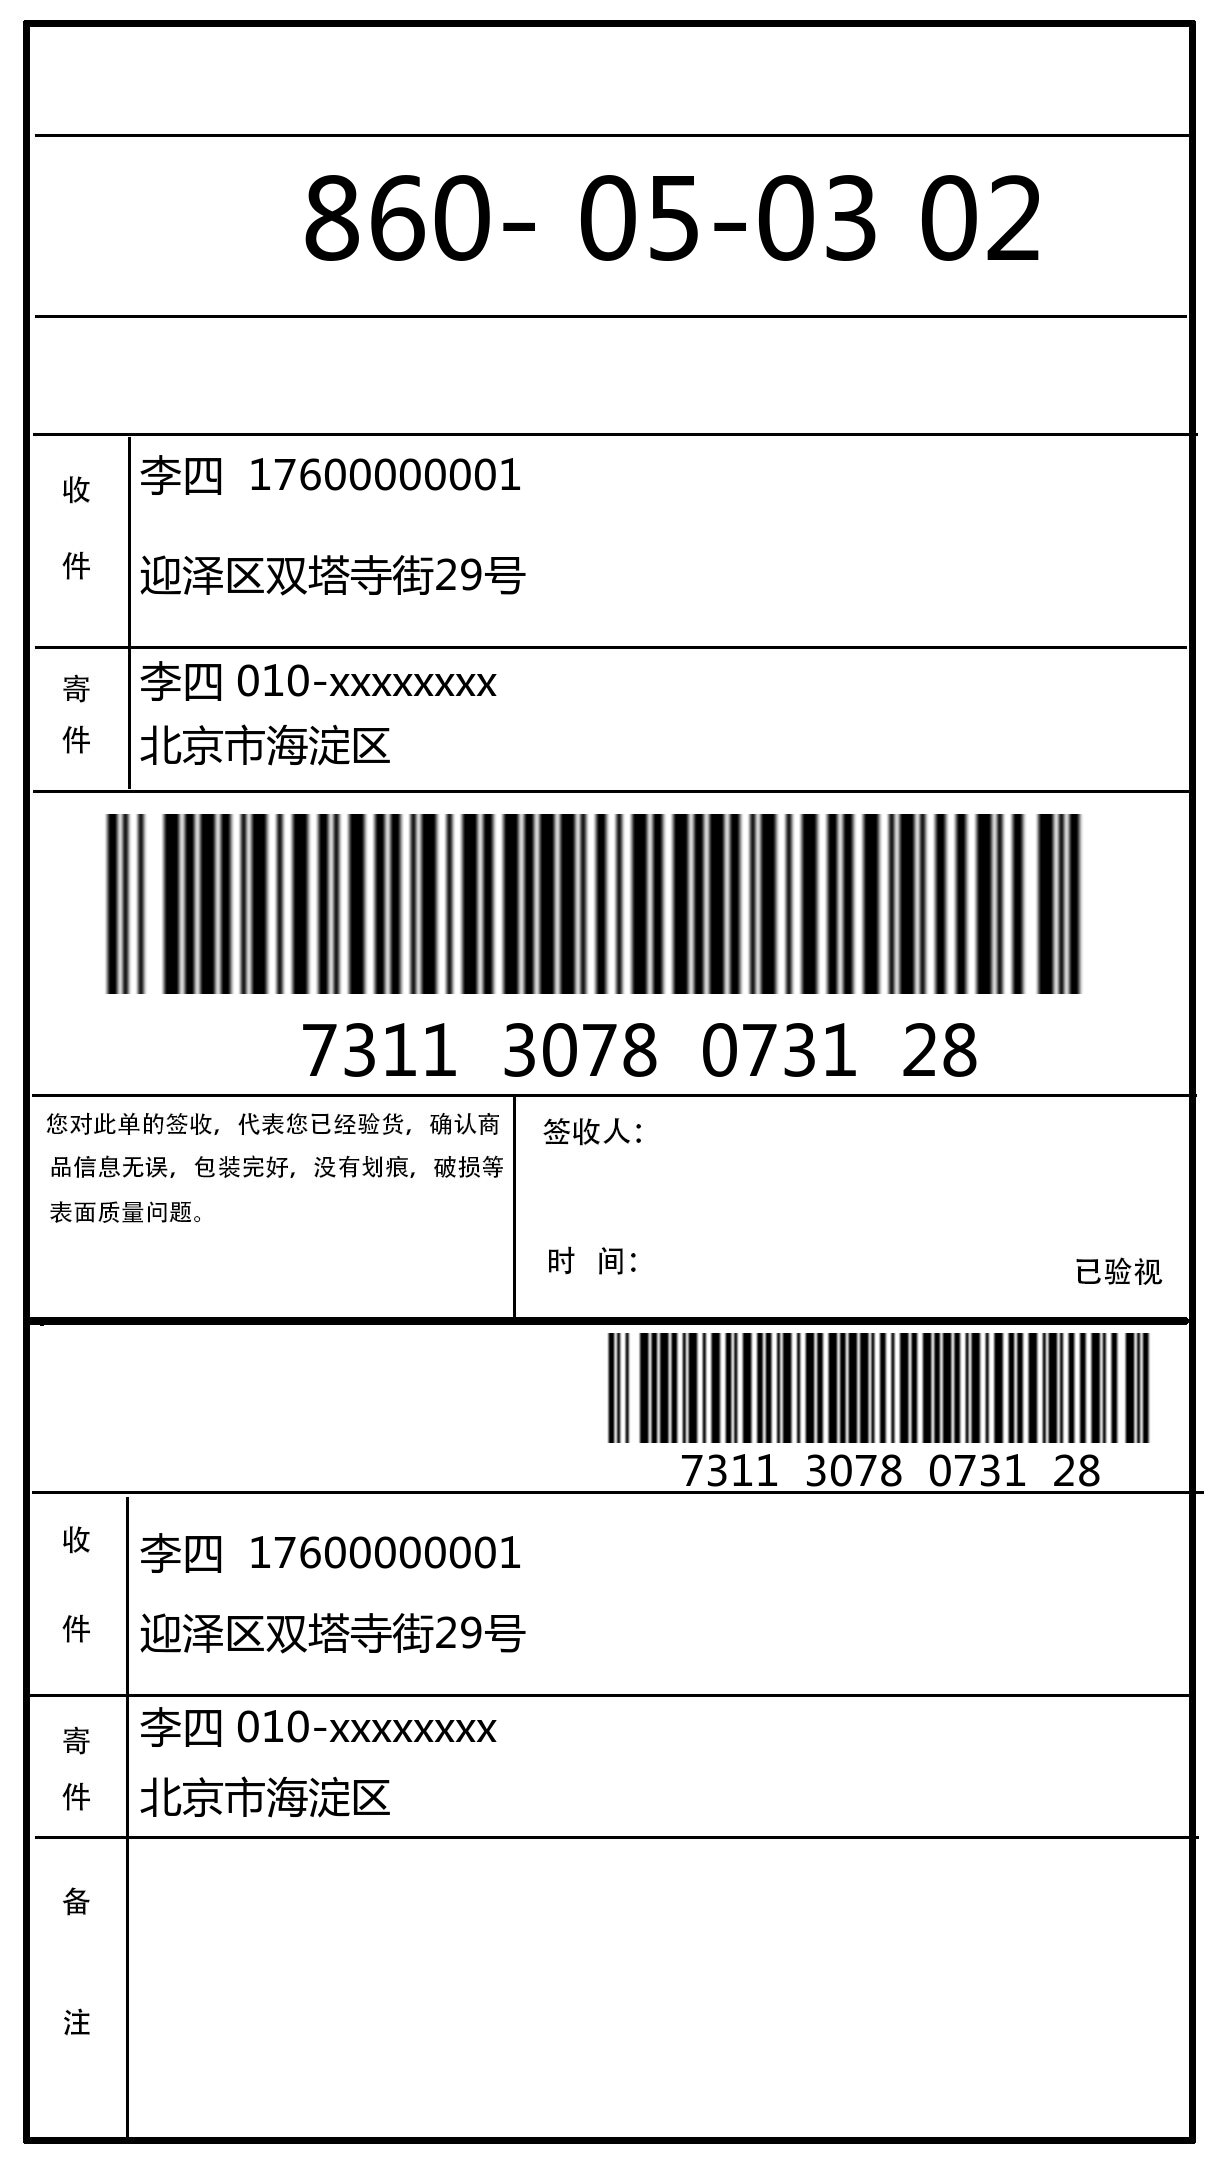 860- 05-03 02
收件
李四 17600000001
迎泽区双塔寺街29号
寄件
李四 010-xxxxxxxx
北京市海淀区
7311 3078 0731 28
您对此单的签收，代表您已经验货，确认商
品信息无误，包装完好，没有划痕，破损等
表面质量问题。
签收人：
时 间：
已验视
7311 3078 0731 28
收件
李四 17600000001
迎泽区双塔寺街29号
寄件
李四 010-xxxxxxxx
北京市海淀区
备注